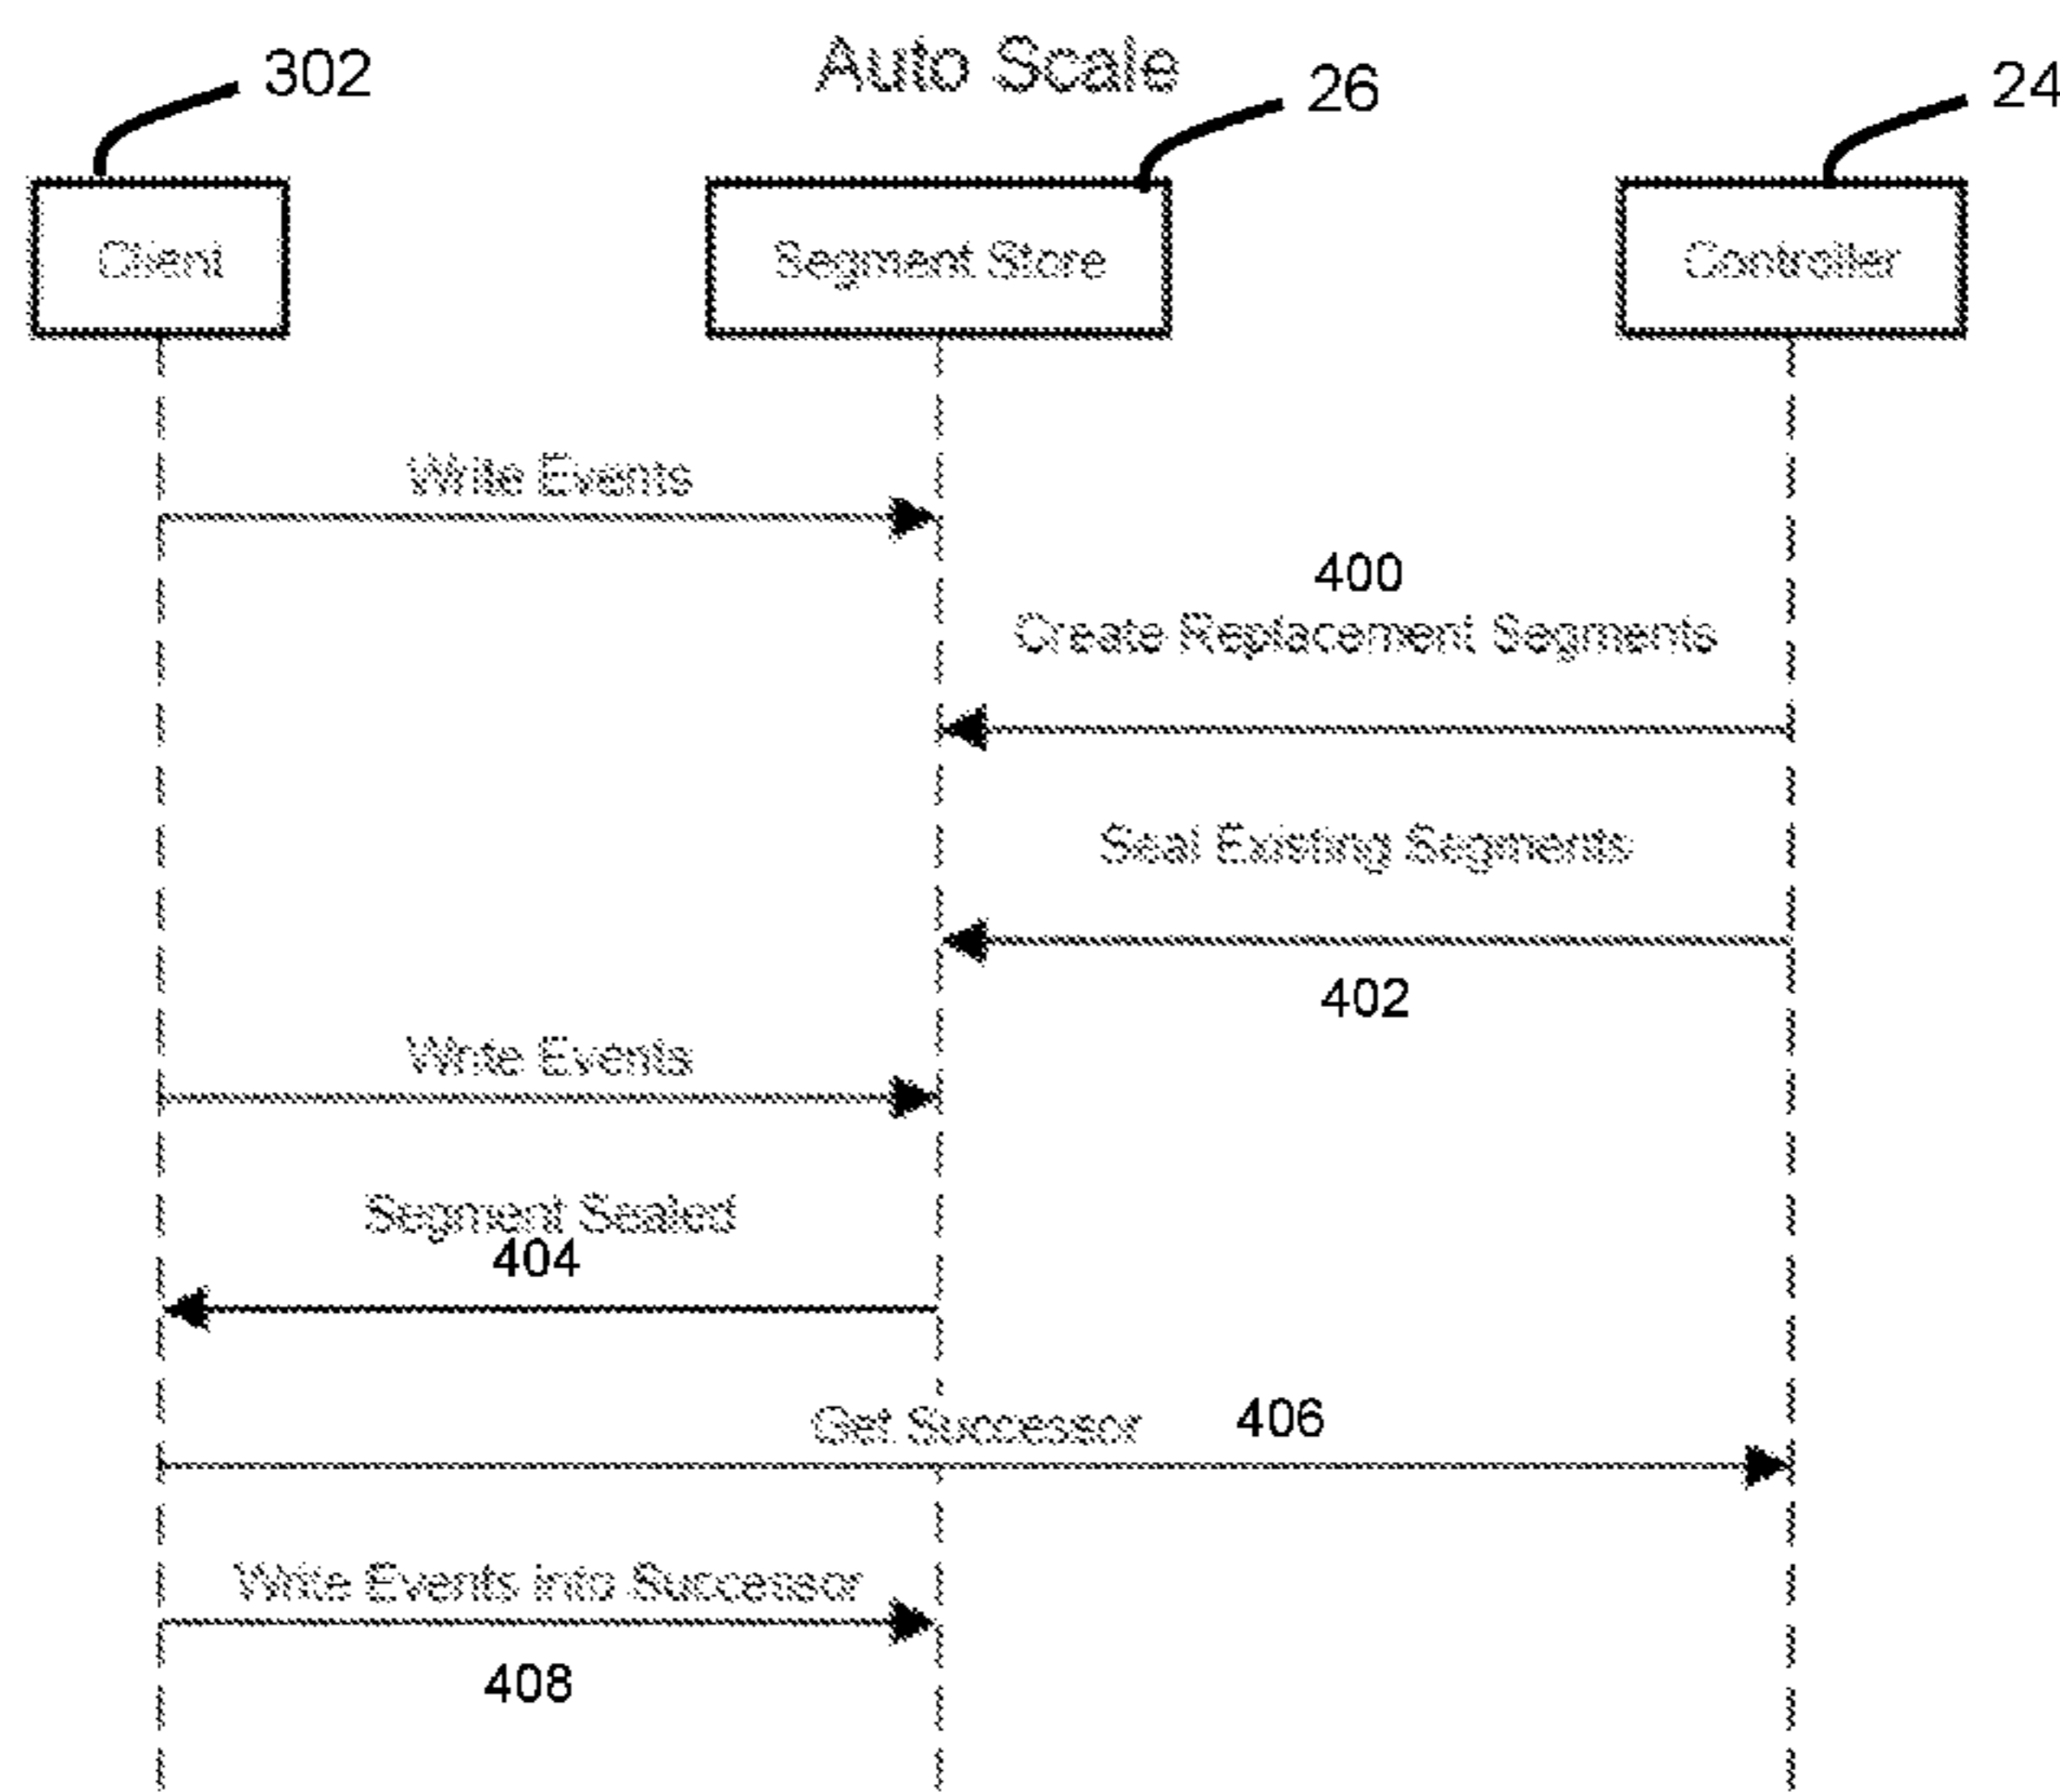 302
Auto Scale
26
24
Client
Segment Store
Controller
Write Events
400
Create Replacement Segments
Seal Existing Segments
402
Write Events
Segment Sealed
404
Get Successor
406
Write Events into Successor
408